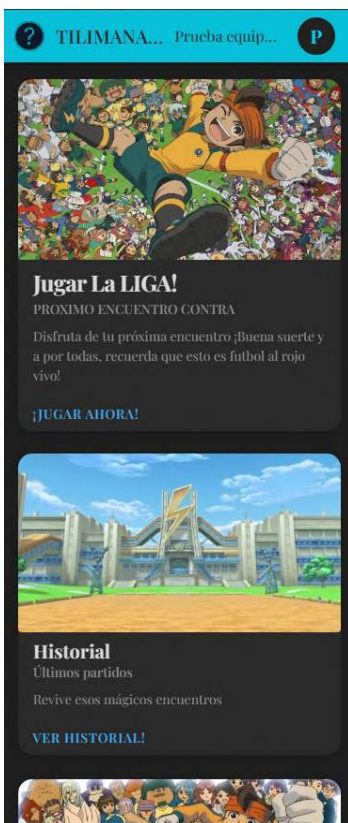 ?
TILIMANA... Prueba equip... P
Jugar La LIGA!
PROXIMO ENCUENTRO CONTRA
Disfruta de tu próxima encuentro ¡Buena suerte y
a por todas, recuerda que esto es futbol al rojo
vivo!
¡JUGAR AHORA!
Historial
Últimos partidos
Revive esos mágicos encuentros
VER HISTORIAL!